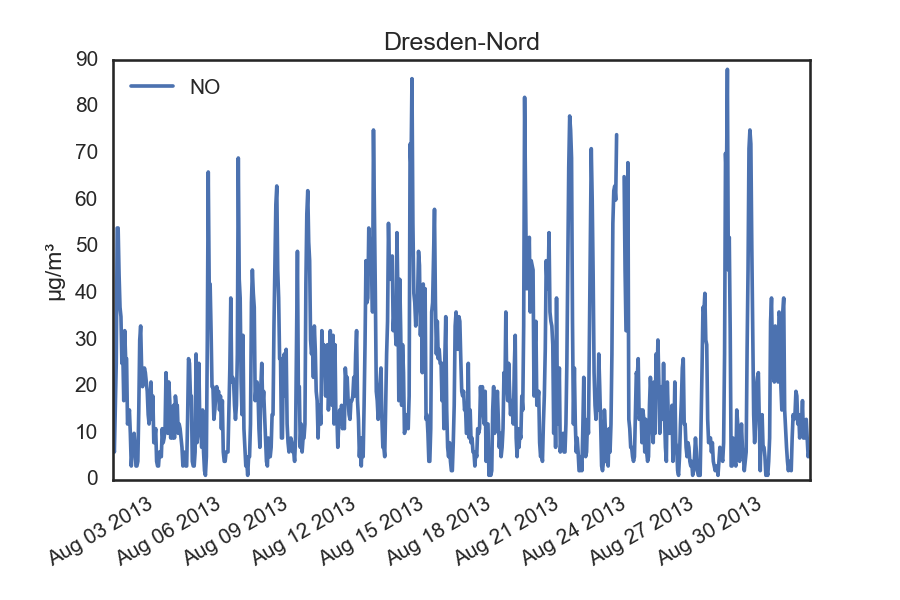 Dresden-Nord
90
80
70
60
50
40
30
20
10
0
µg/m³
NO
Aug 03 2013
Aug 06 2013
Aug 09 2013
Aug 12 2013
Aug 15 2013
Aug 18 2013
Aug 21 2013
Aug 24 2013
Aug 27 2013
Aug 30 2013